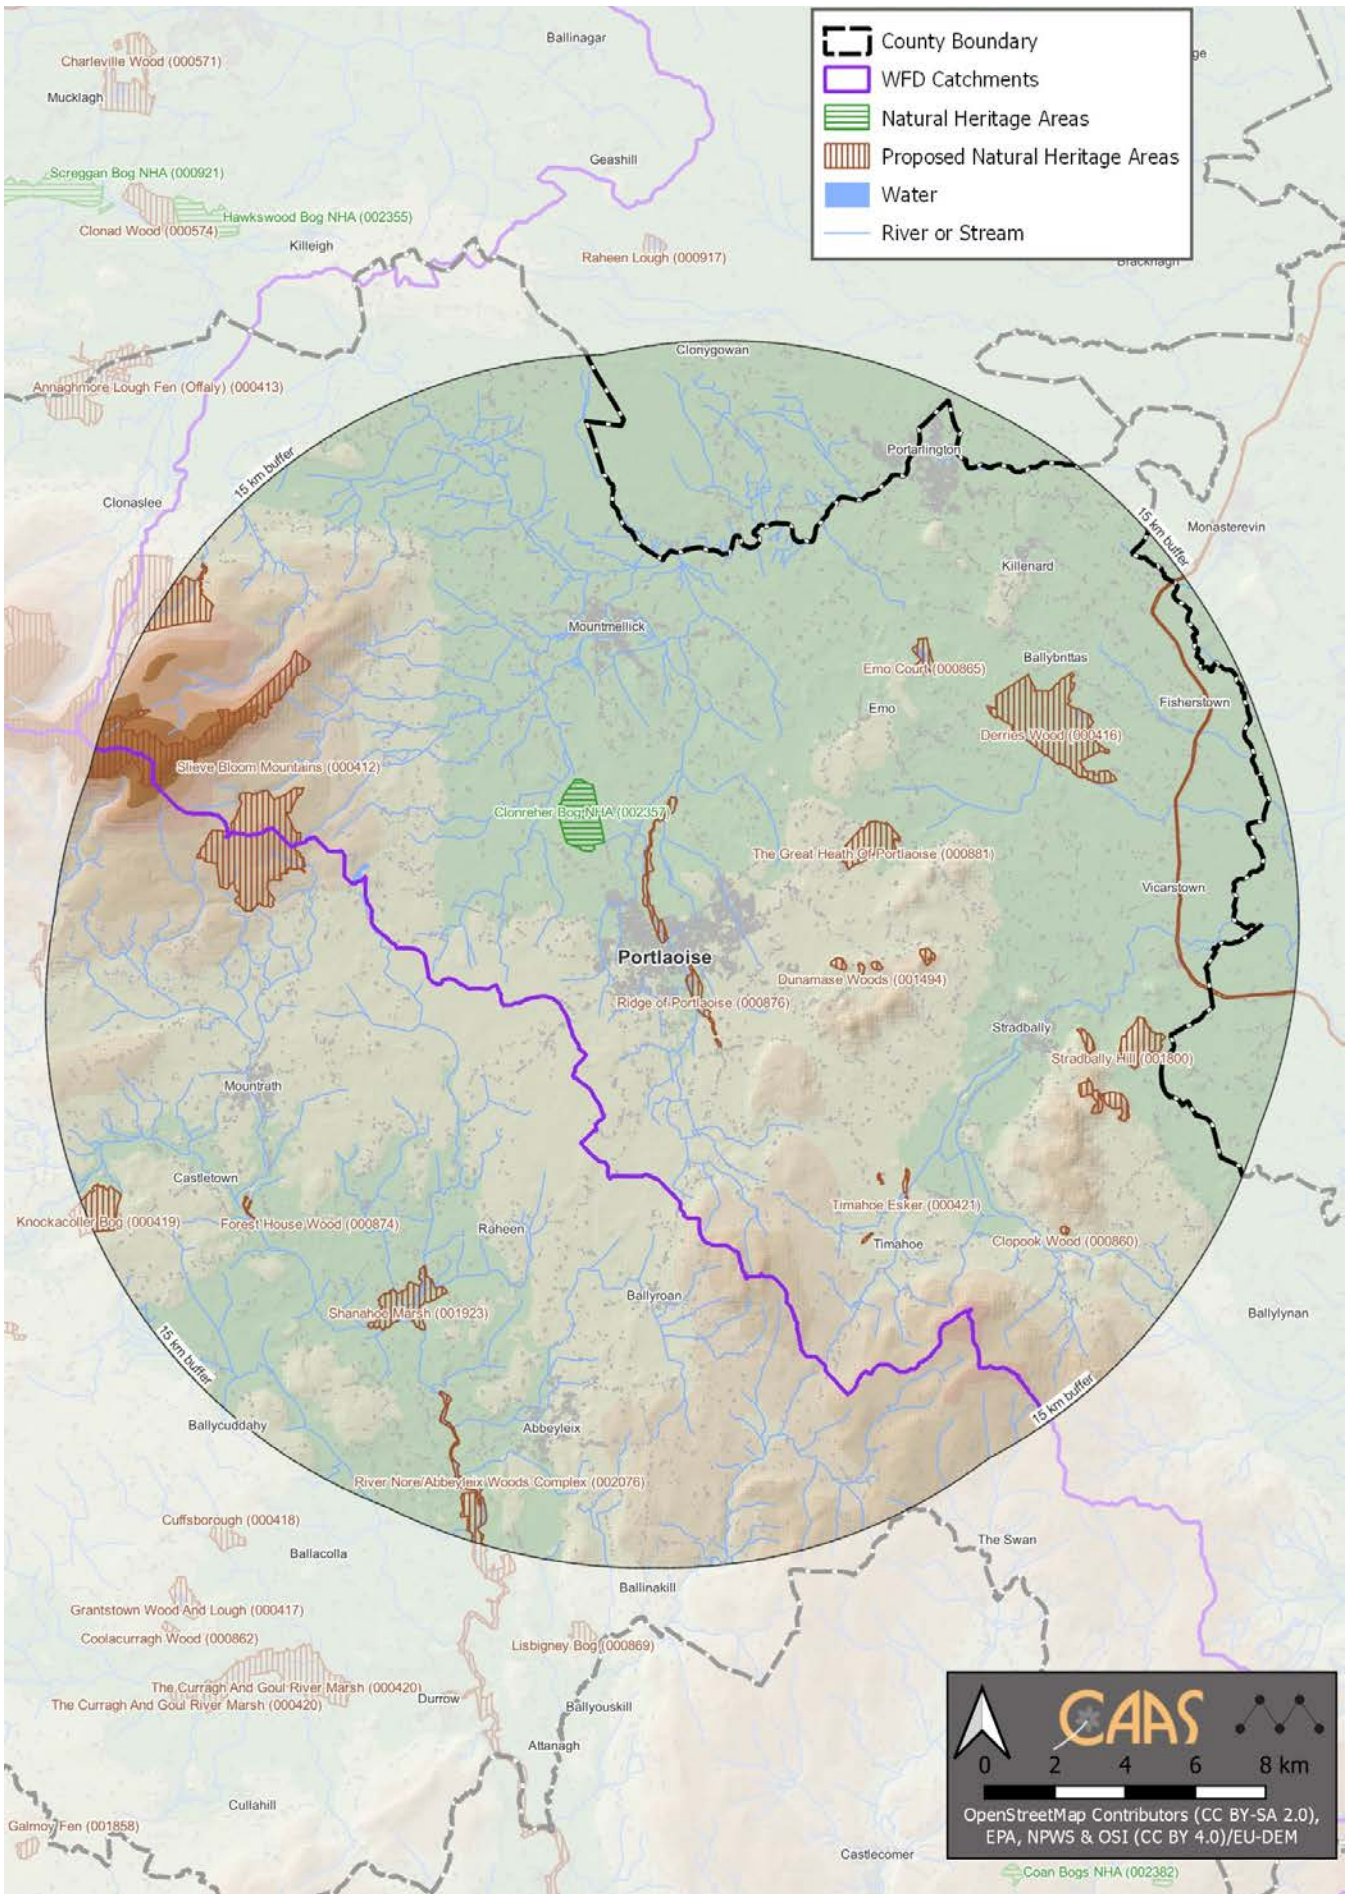 Ballinagar
County Boundary
ge
Charleville Wood (000571)
WFD Catchments
Mucklagh
Natural Heritage Areas
Geashill
Proposed Natural Heritage Areas
Screggan Bog NHA (000921)
Water
Hawkswood Bog NHA (002355)
Clonad Wood (000574)
River or Stream
Killeigh
Raheen Lough (000917)
Bracknagh
Clonygowan
Annaghmore Lough Fen (Offaly) (000413)
Portarlington
15 km buffer
Clonaslee
15 km buffer
Monasterevin
Killenard
Mountmellick
Emo Court (000865)
Ballybrittas
Fisherstown
Emo
Derries Wood (000416)
Slieve Bloom Mountains (000412)
Clonreher Bog NHA (002357)
The Great Heath Of Portlaoise (000881)
Vicarstown
Portlaoise
Dunamase Woods (001494)
Ridge of Portlaoise (000876)
Stradbally
Stradbally Hill (001800)
Mountrath
Castletown
Timahoe Esker (000421)
Knockacoller Bog (000419)
Forest House Wood (000874)
Raheen
Timahoe
Clopook Wood (000860)
Ballyroan
Shanahoe Marsh (001923)
Ballylynan
15 km buffer
15 km buffer
Ballycuddahy
Abbeyleix
River Nore/Abbeyleix Woods Complex (002076)
Cuffsborough (000418)
The Swan
Ballacolla
Ballinakill
Grantstown Wood And Lough (000417)
Coolacurragh Wood (000862)
Lisbigney Bog (000869)
The Curragh And Goul River Marsh (000420)
The Curragh And Goul River Marsh (000420)
Durrow
Ballyouskill
Attanagh
CAAS
0 2 4 6 8 km
Cullahill
OpenStreetMap Contributors (CC BY-SA 2.0),
EPA, NPWS & OSI (CC BY 4.0)/EU-DEM
Galmoy Fen (001858)
Castlecomer
Coan Bogs NHA (002382)